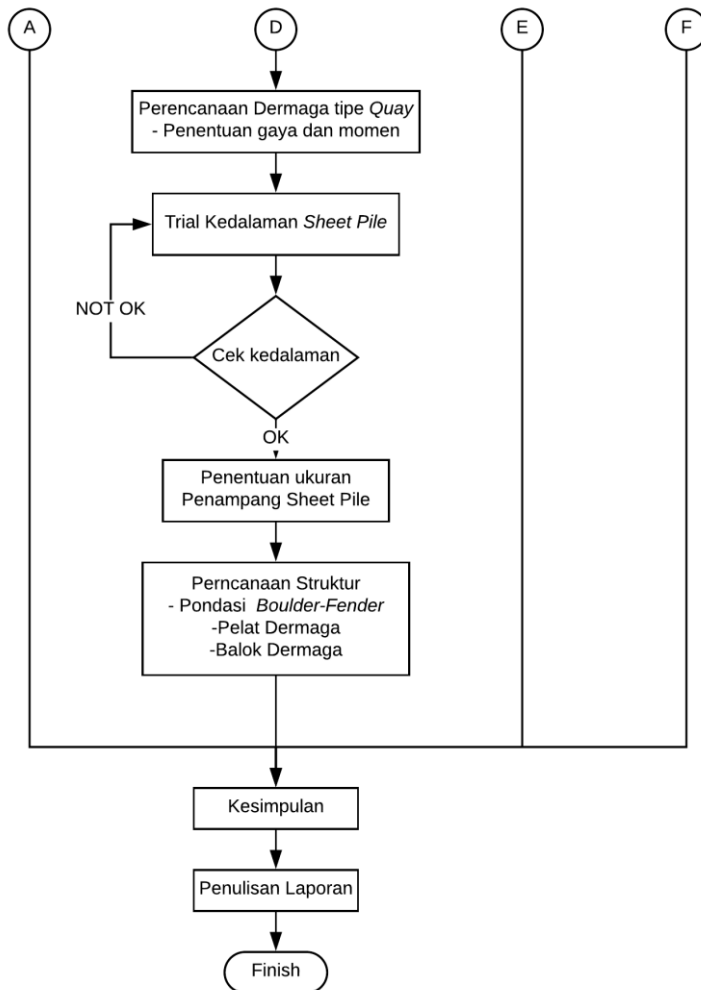 A
D
E
F
Perencanaan Dermaga tipe Quay
- Penentuan gaya dan momen
Trial Kedalaman Sheet Pile
NOT OK
Cek kedalaman
OK
Penentuan ukuran
Penampang Sheet Pile
Perncanaan Struktur
- Pondasi Boulder-Fender
-Pelat Dermaga
-Balok Dermaga
Kesimpulan
Penulisan Laporan
Finish